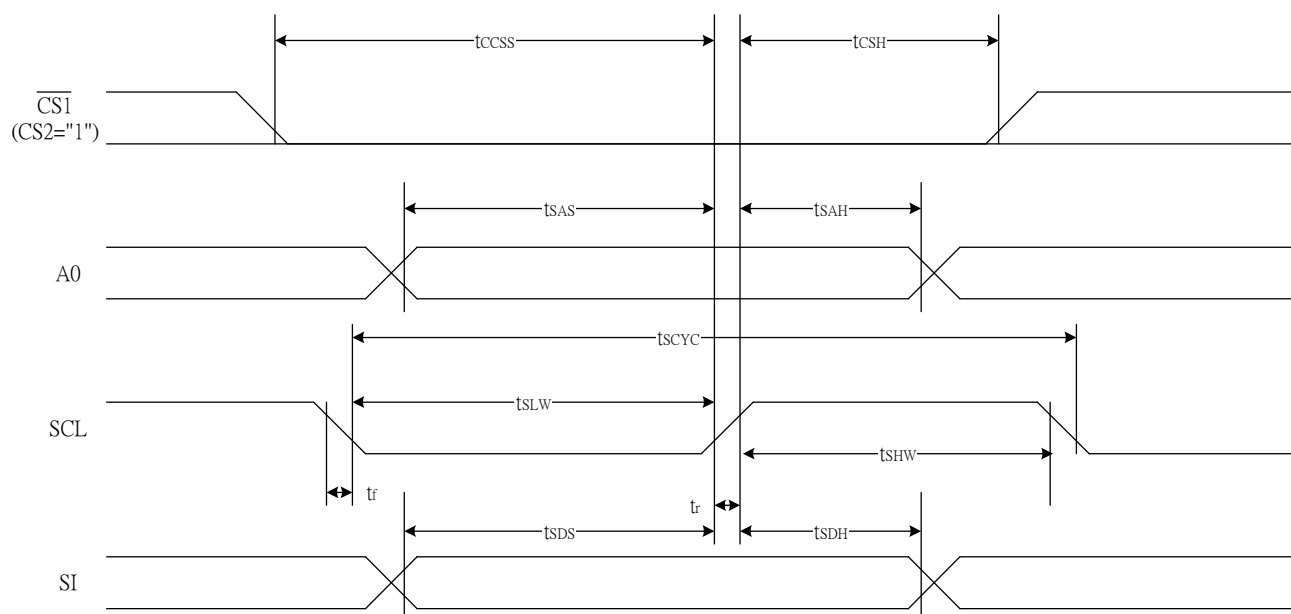 tCCSS
tCSH
CS1
(CS2="1")
tSAS
tSAH
A0
tSCYC
tSLW
SCL
tSHW
tf
tr
tSDS
tSDH
SI